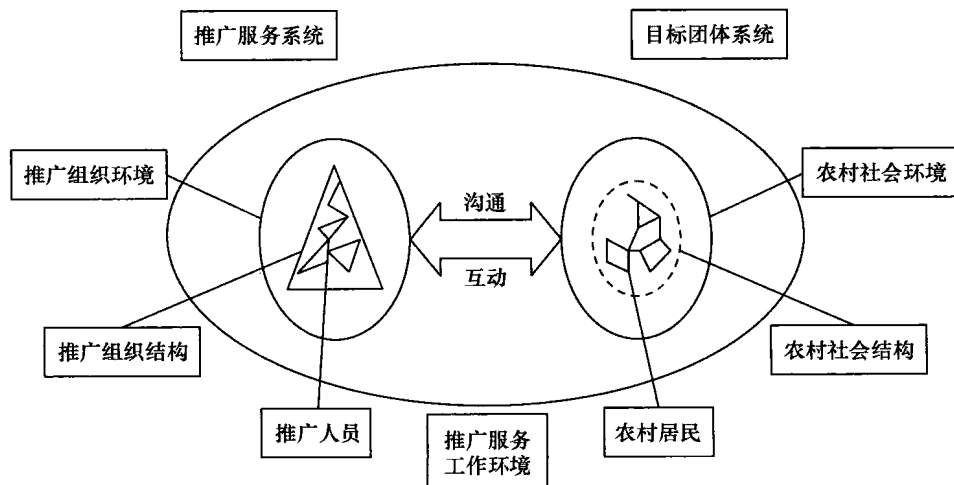 推广服务系统
目标团体系统
推广组织环境
农村社会环境
沟通
互动
推广组织结构
农村社会结构
推广人员
推广服务
工作环境
农村居民